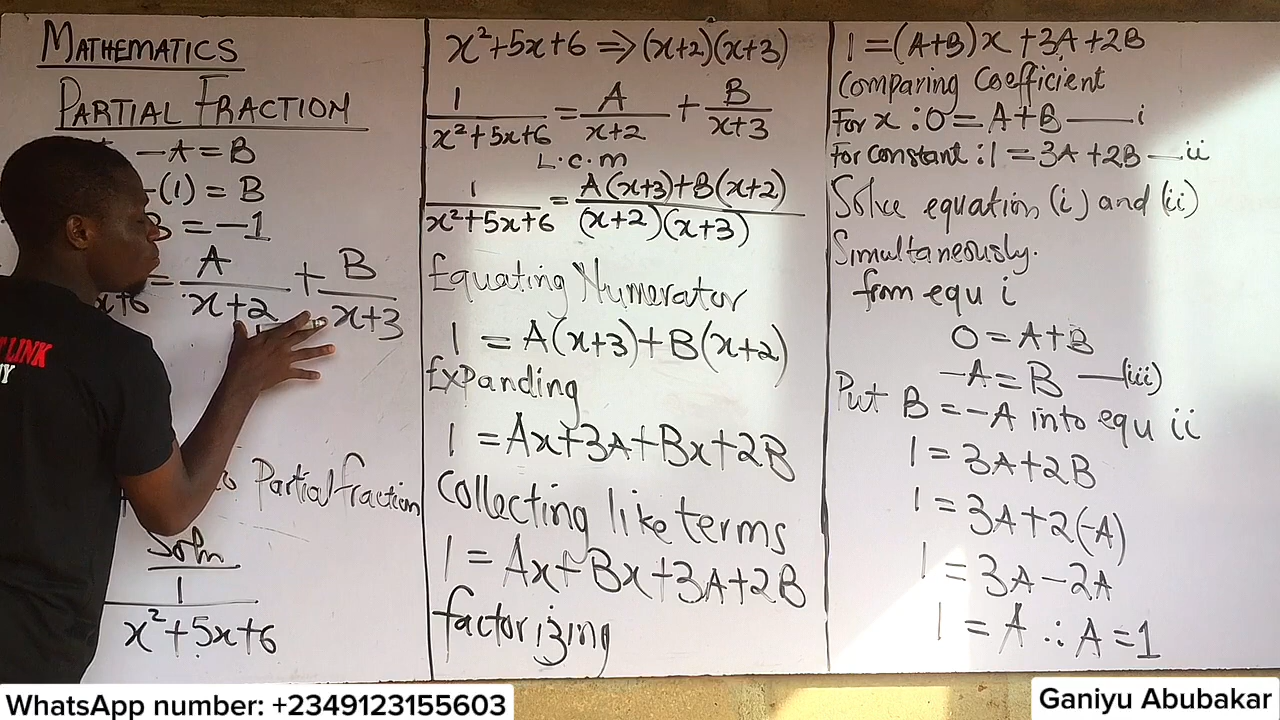 MATHEMATICS
PARTIAL FRACTION
-A = B
-(1) = B
B = -1
x+6 = A/(x+2) + B/(x+3)
LINK
Partial fraction
Soln
1/(x²+5x+6)
x²+5x+6 ⇒ (x+2)(x+3)
1/(x²+5x+6) = A/(x+2) + B/(x+3)
L.C.M
1/(x²+5x+6) = (A(x+3)+B(x+2))/((x+2)(x+3))
Equating Numerator
1 = A(x+3)+B(x+2)
Expanding
1 = Ax+3A+Bx+2B
Collecting like terms
1 = Ax+Bx+3A+2B
factorizing
1 = (A+B)x +3A+2B
Comparing Coefficient
For x : 0 = A+B — i
For constant : 1 = 3A+2B — ii
Solve equation (i) and (ii)
Simultaneously.
from equ i
0 = A+B
-A = B — (iii)
Put B = -A into equ ii
1 = 3A+2B
1 = 3A+2(-A)
1 = 3A-2A
1 = A ∴ A = 1
WhatsApp number: +2349123155603
Ganiyu Abubakar